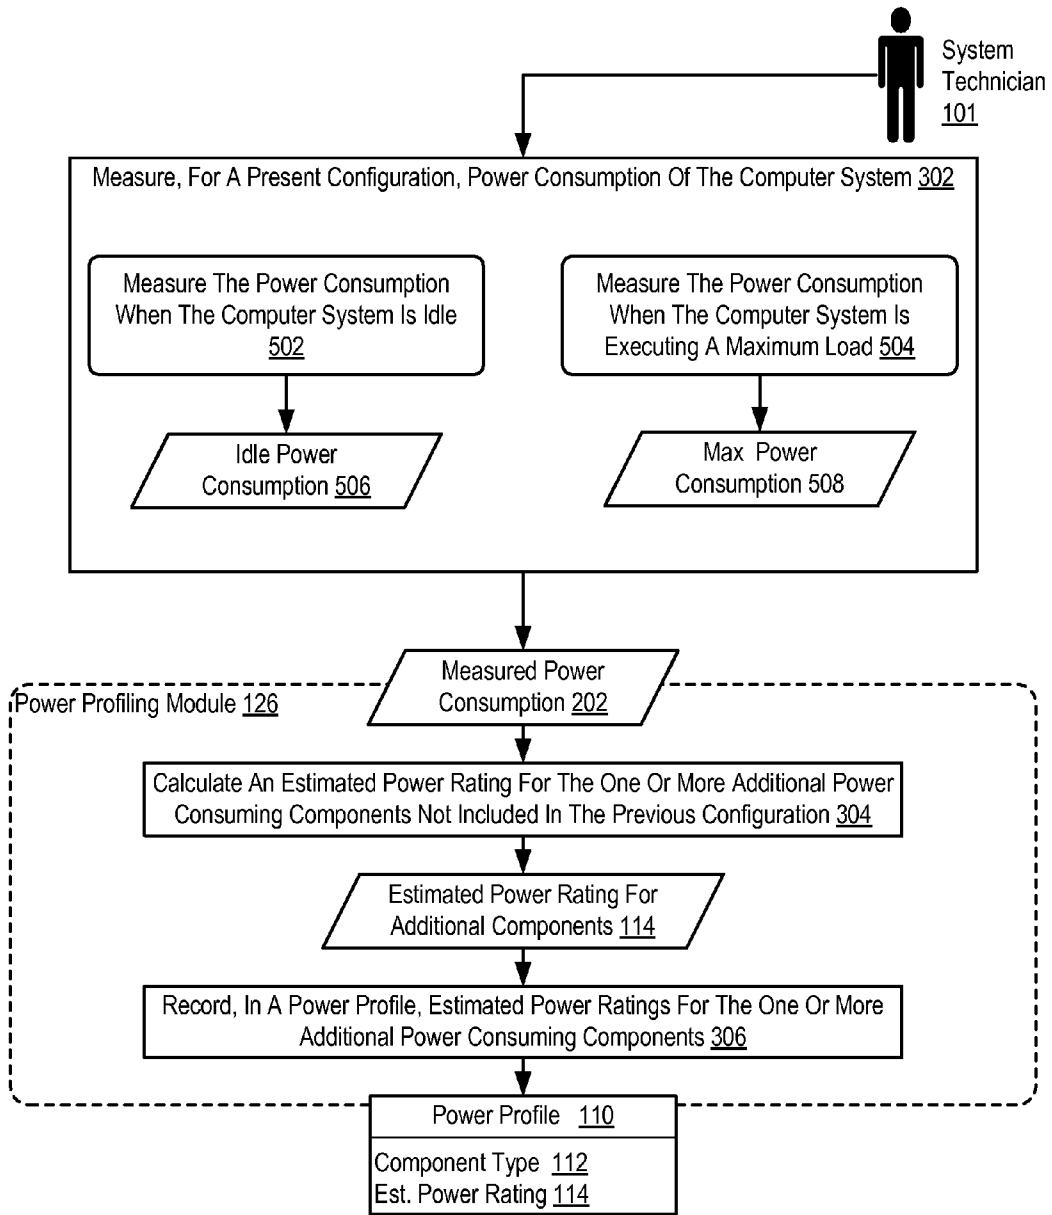 System
Technician
101
Measure, For A Present Configuration, Power Consumption Of The Computer System 302
Measure The Power Consumption
When The Computer System Is Idle
502
Measure The Power Consumption
When The Computer System Is
Executing A Maximum Load 504
Idle Power
Consumption 506
Max Power
Consumption 508
Measured Power
Consumption 202
Power Profiling Module 126
Calculate An Estimated Power Rating For The One Or More Additional Power
Consuming Components Not Included In The Previous Configuration 304
Estimated Power Rating For
Additional Components 114
Record, In A Power Profile, Estimated Power Ratings For The One Or More
Additional Power Consuming Components 306
Power Profile 110
Component Type 112
Est. Power Rating 114